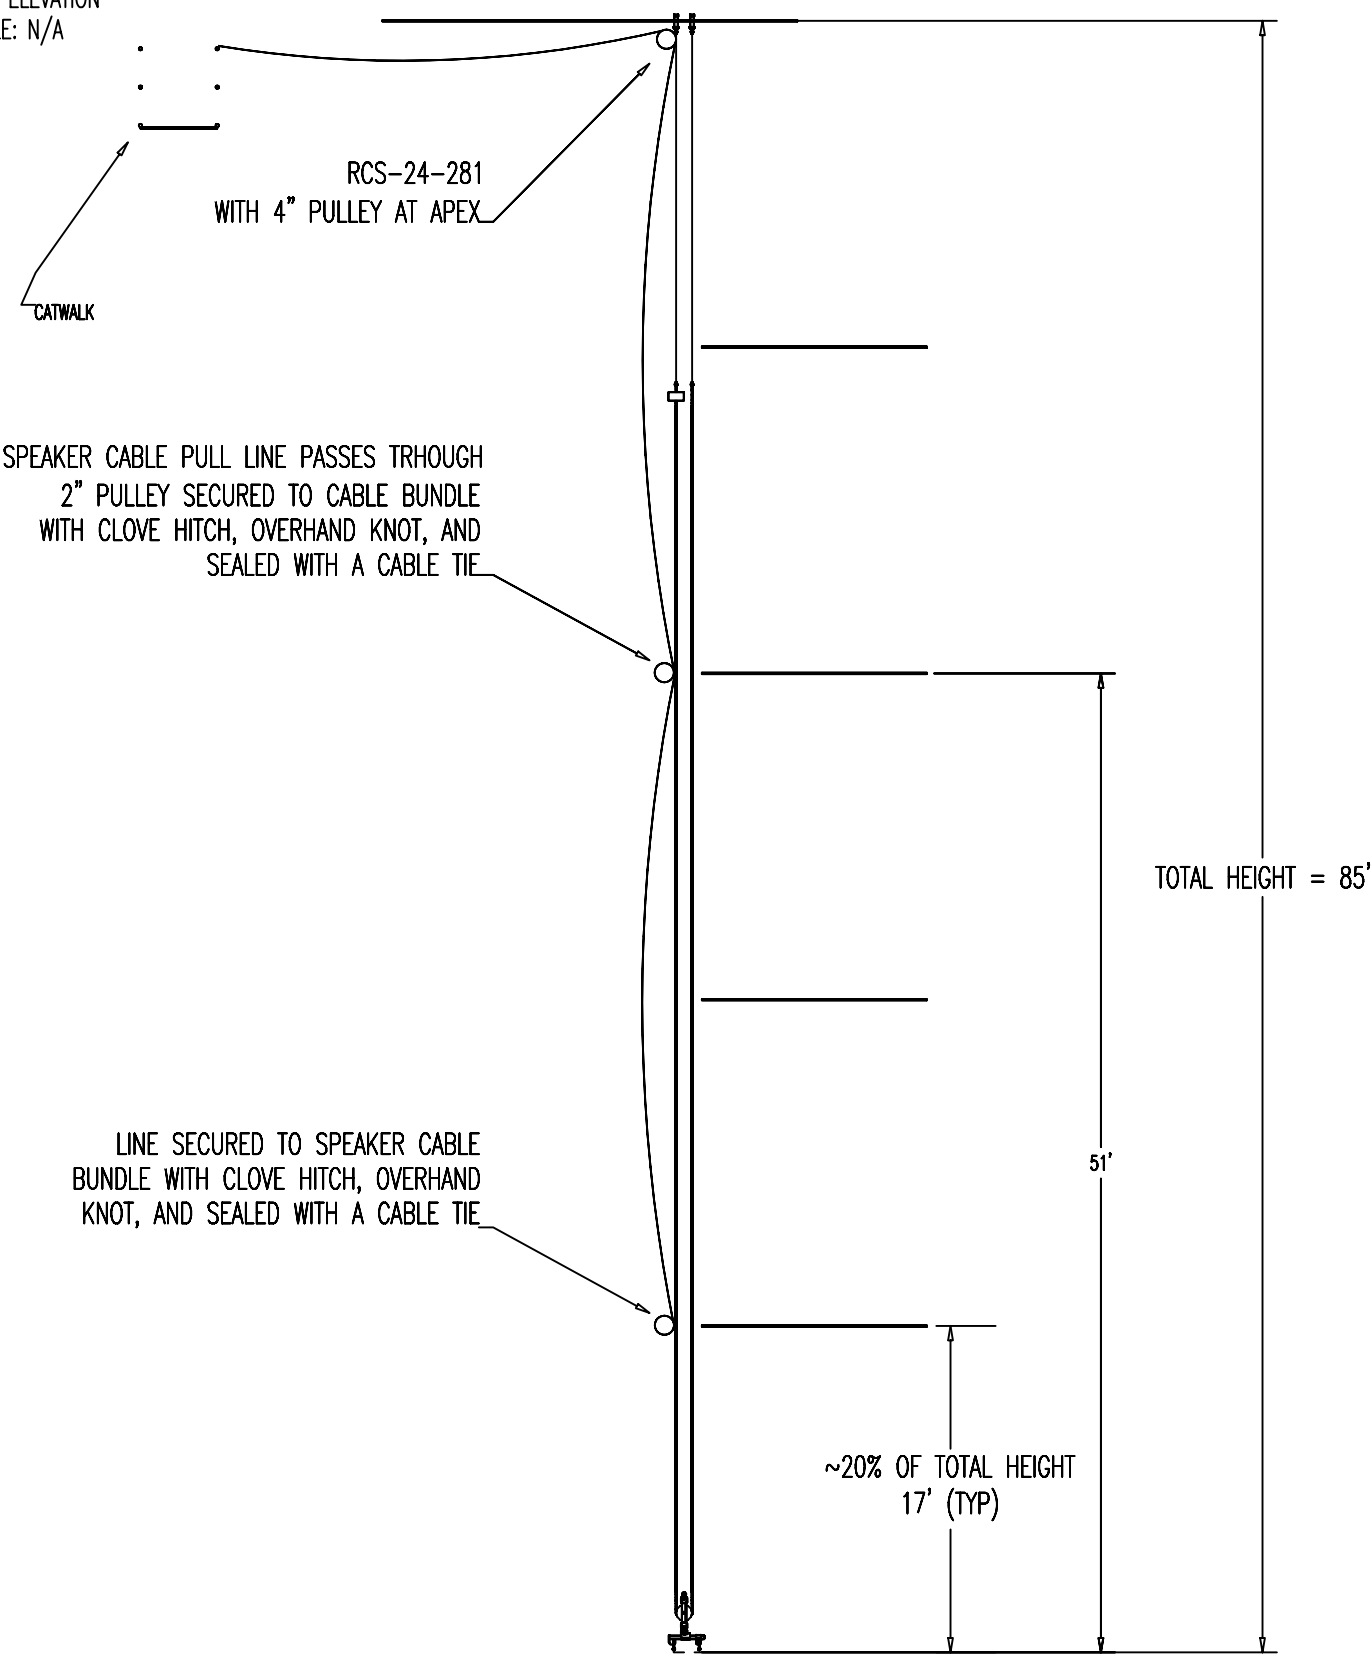 ELEVATION
E: N/A
RCS-24-281
WITH 4" PULLEY AT APEX
CATWALK
SPEAKER CABLE PULL LINE PASSES TRHOUGH
2" PULLEY SECURED TO CABLE BUNDLE
WITH CLOVE HITCH, OVERHAND KNOT, AND
SEALED WITH A CABLE TIE
TOTAL HEIGHT = 85'
LINE SECURED TO SPEAKER CABLE
BUNDLE WITH CLOVE HITCH, OVERHAND
KNOT, AND SEALED WITH A CABLE TIE
51'
~20% OF TOTAL HEIGHT
17' (TYP)